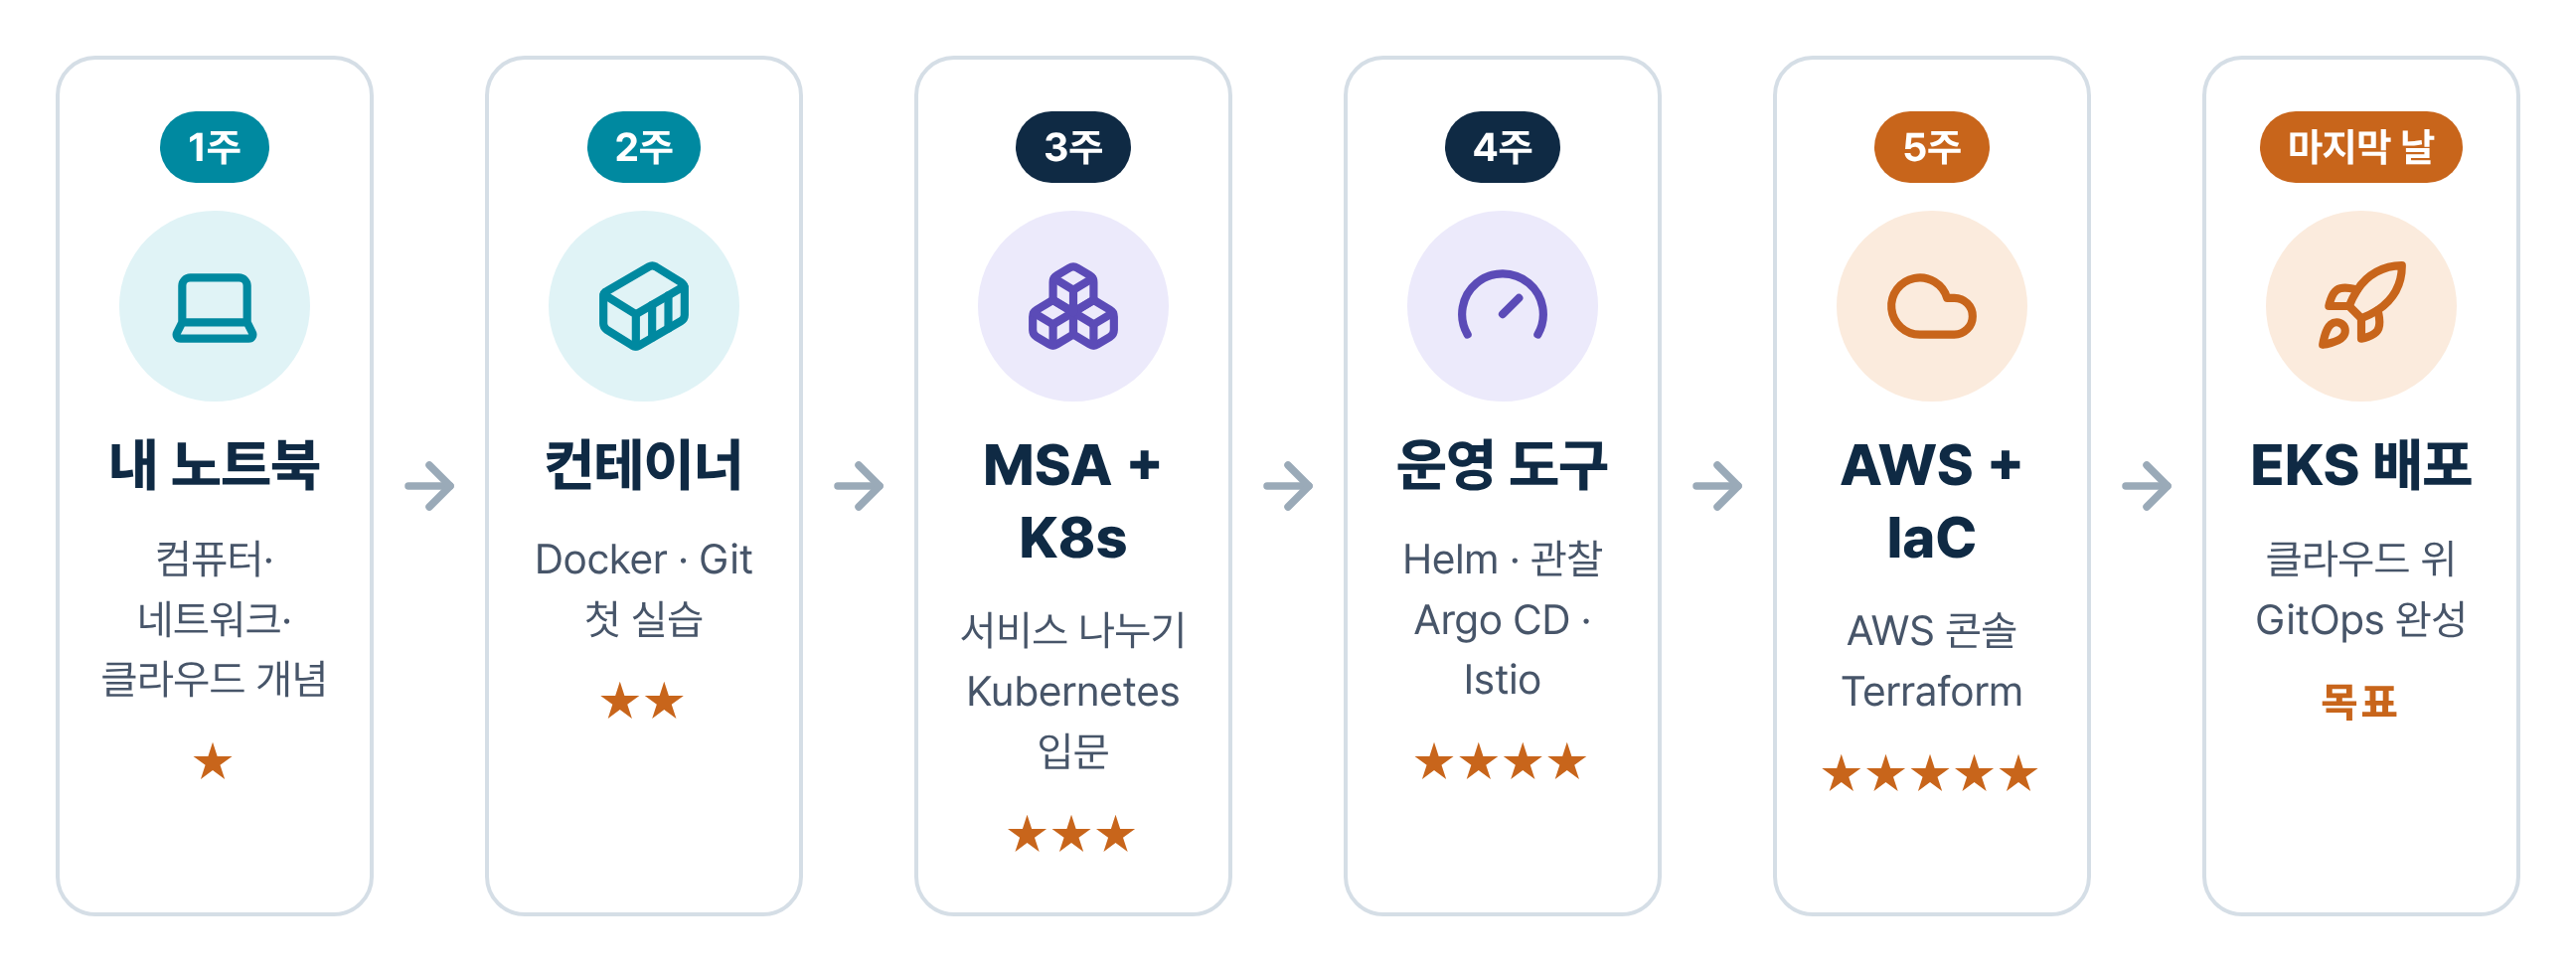 1주
내 노트북
컴퓨터·
네트워크·
클라우드 개념
★
2주
컨테이너
Docker · Git
첫 실습
★★
3주
MSA +
K8s
서비스 나누기
Kubernetes
입문
★★★
4주
운영 도구
Helm · 관찰
Argo CD ·
Istio
★★★★
5주
AWS +
IaC
AWS 콘솔
Terraform
★★★★★
마지막 날
EKS 배포
클라우드 위
GitOps 완성
목표